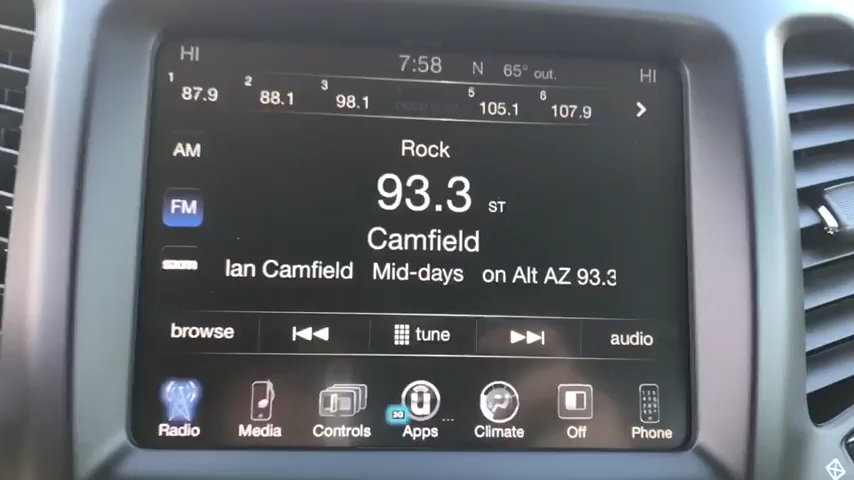 HI 7:58 N 65° out. HI
1 87.9 2 88.1 3 98.1 5 105.1 6 107.9
AM
Rock
FM
93.3 ST
Camfield
Ian Camfield Mid-days on Alt AZ 93.3
browse tune audio
3G
Radio Media Controls Apps Climate Off Phone